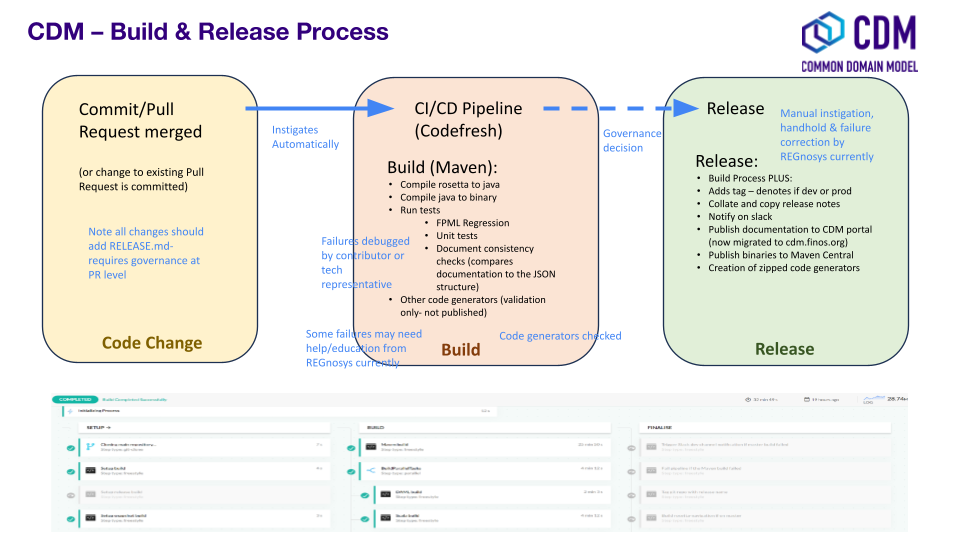 CDM – Build & Release Process
CDM
COMMON DOMAIN MODEL
Commit/Pull
Request merged
(or change to existing Pull
Request is committed)
Note all changes should
add RELEASE.md-
requires governance at
PR level
Code Change
Instigates
Automatically
CI/CD Pipeline
(Codefresh)
Build (Maven):
• Compile rosetta to java
• Compile java to binary
• Run tests
• FPML Regression
• Unit tests
• Document consistency
checks (compares
documentation to the JSON
structure)
• Other code generators (validation
only- not published)
Failures debugged
by contributor or
tech
representative
Some failures may need
help/education from
REGnosys currently
Code generators checked
Build
Governance
decision
Release
Manual instigation,
handhold & failure
correction by
REGnosys currently
Release:
• Build Process PLUS:
• Adds tag – denotes if dev or prod
• Collate and copy release notes
• Notify on slack
• Publish documentation to CDM portal
(now migrated to cdm.finos.org)
• Publish binaries to Maven Central
• Creation of zipped code generators
Release
COMPLETED
Build Completed Successfully
Initializing Process
SETUP
BUILD
FINALISE